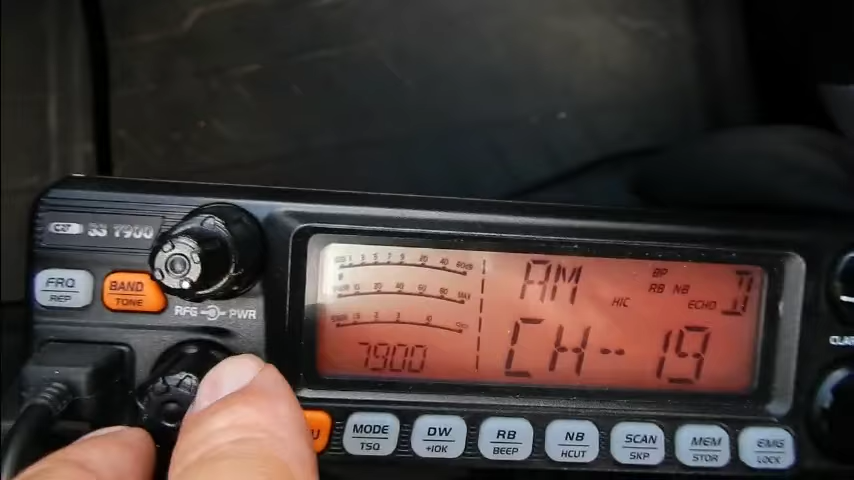 CRT SS 7900
FRQ
REP
BAND
TONE
RFG PWR
AM
BP
RB NB
HIC
ECHO
D
7900
CH--19
MODE
TSQ
DW
+10K
RB
BEEP
NB
HCUT
SCAN
SKP
MEM
STOR
EMG
LOCK